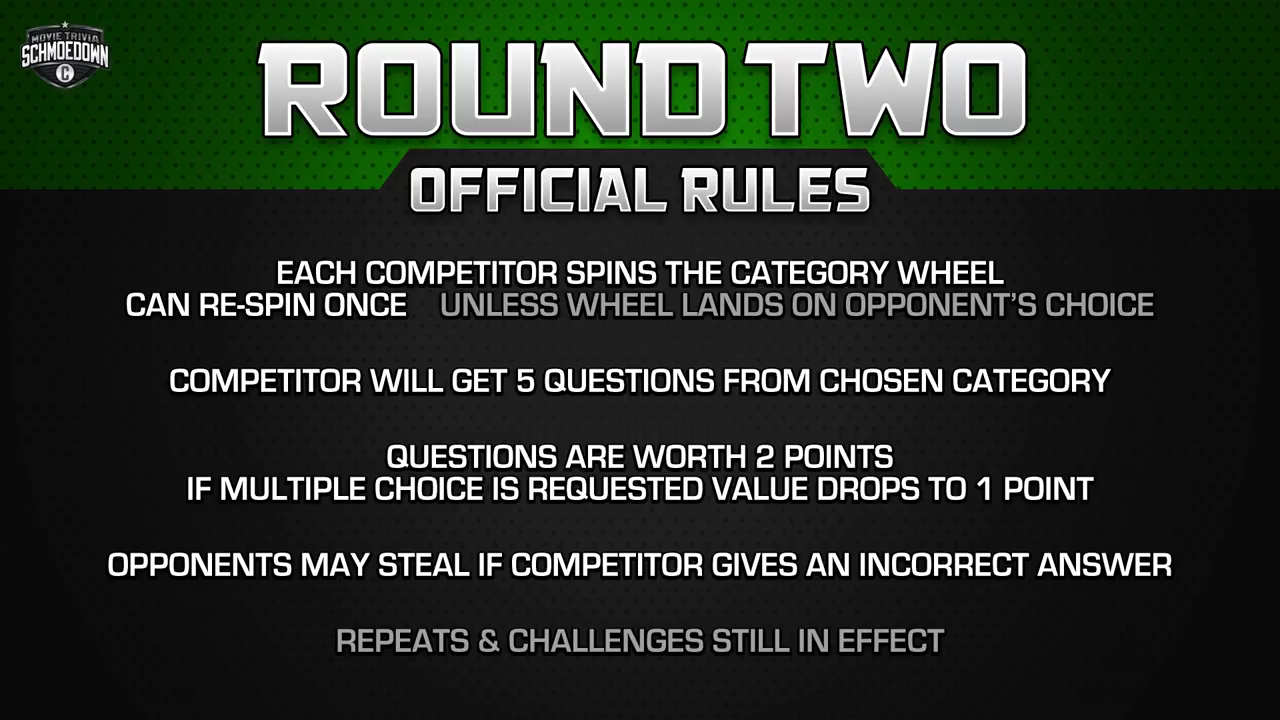 MOVIE TRIVIA
SCHMOEDOWN
C
ROUND TWO
OFFICIAL RULES
EACH COMPETITOR SPINS THE CATEGORY WHEEL
CAN RE-SPIN ONCE UNLESS WHEEL LANDS ON OPPONENT'S CHOICE
COMPETITOR WILL GET 5 QUESTIONS FROM CHOSEN CATEGORY
QUESTIONS ARE WORTH 2 POINTS
IF MULTIPLE CHOICE IS REQUESTED VALUE DROPS TO 1 POINT
OPPONENTS MAY STEAL IF COMPETITOR GIVES AN INCORRECT ANSWER
REPEATS & CHALLENGES STILL IN EFFECT